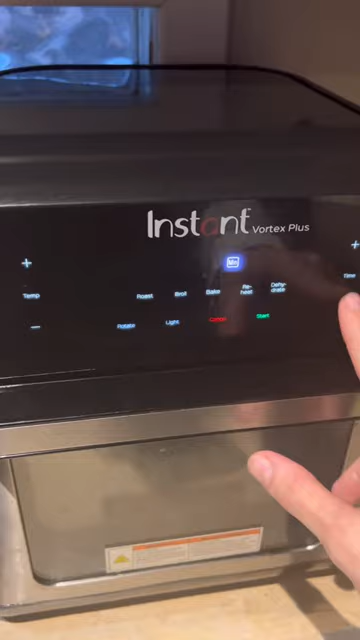 Instant Vortex Plus
+ +
Temp Roast Broil Bake Re-heat Dehy-drate Time
— Rotate Light Cancel Start